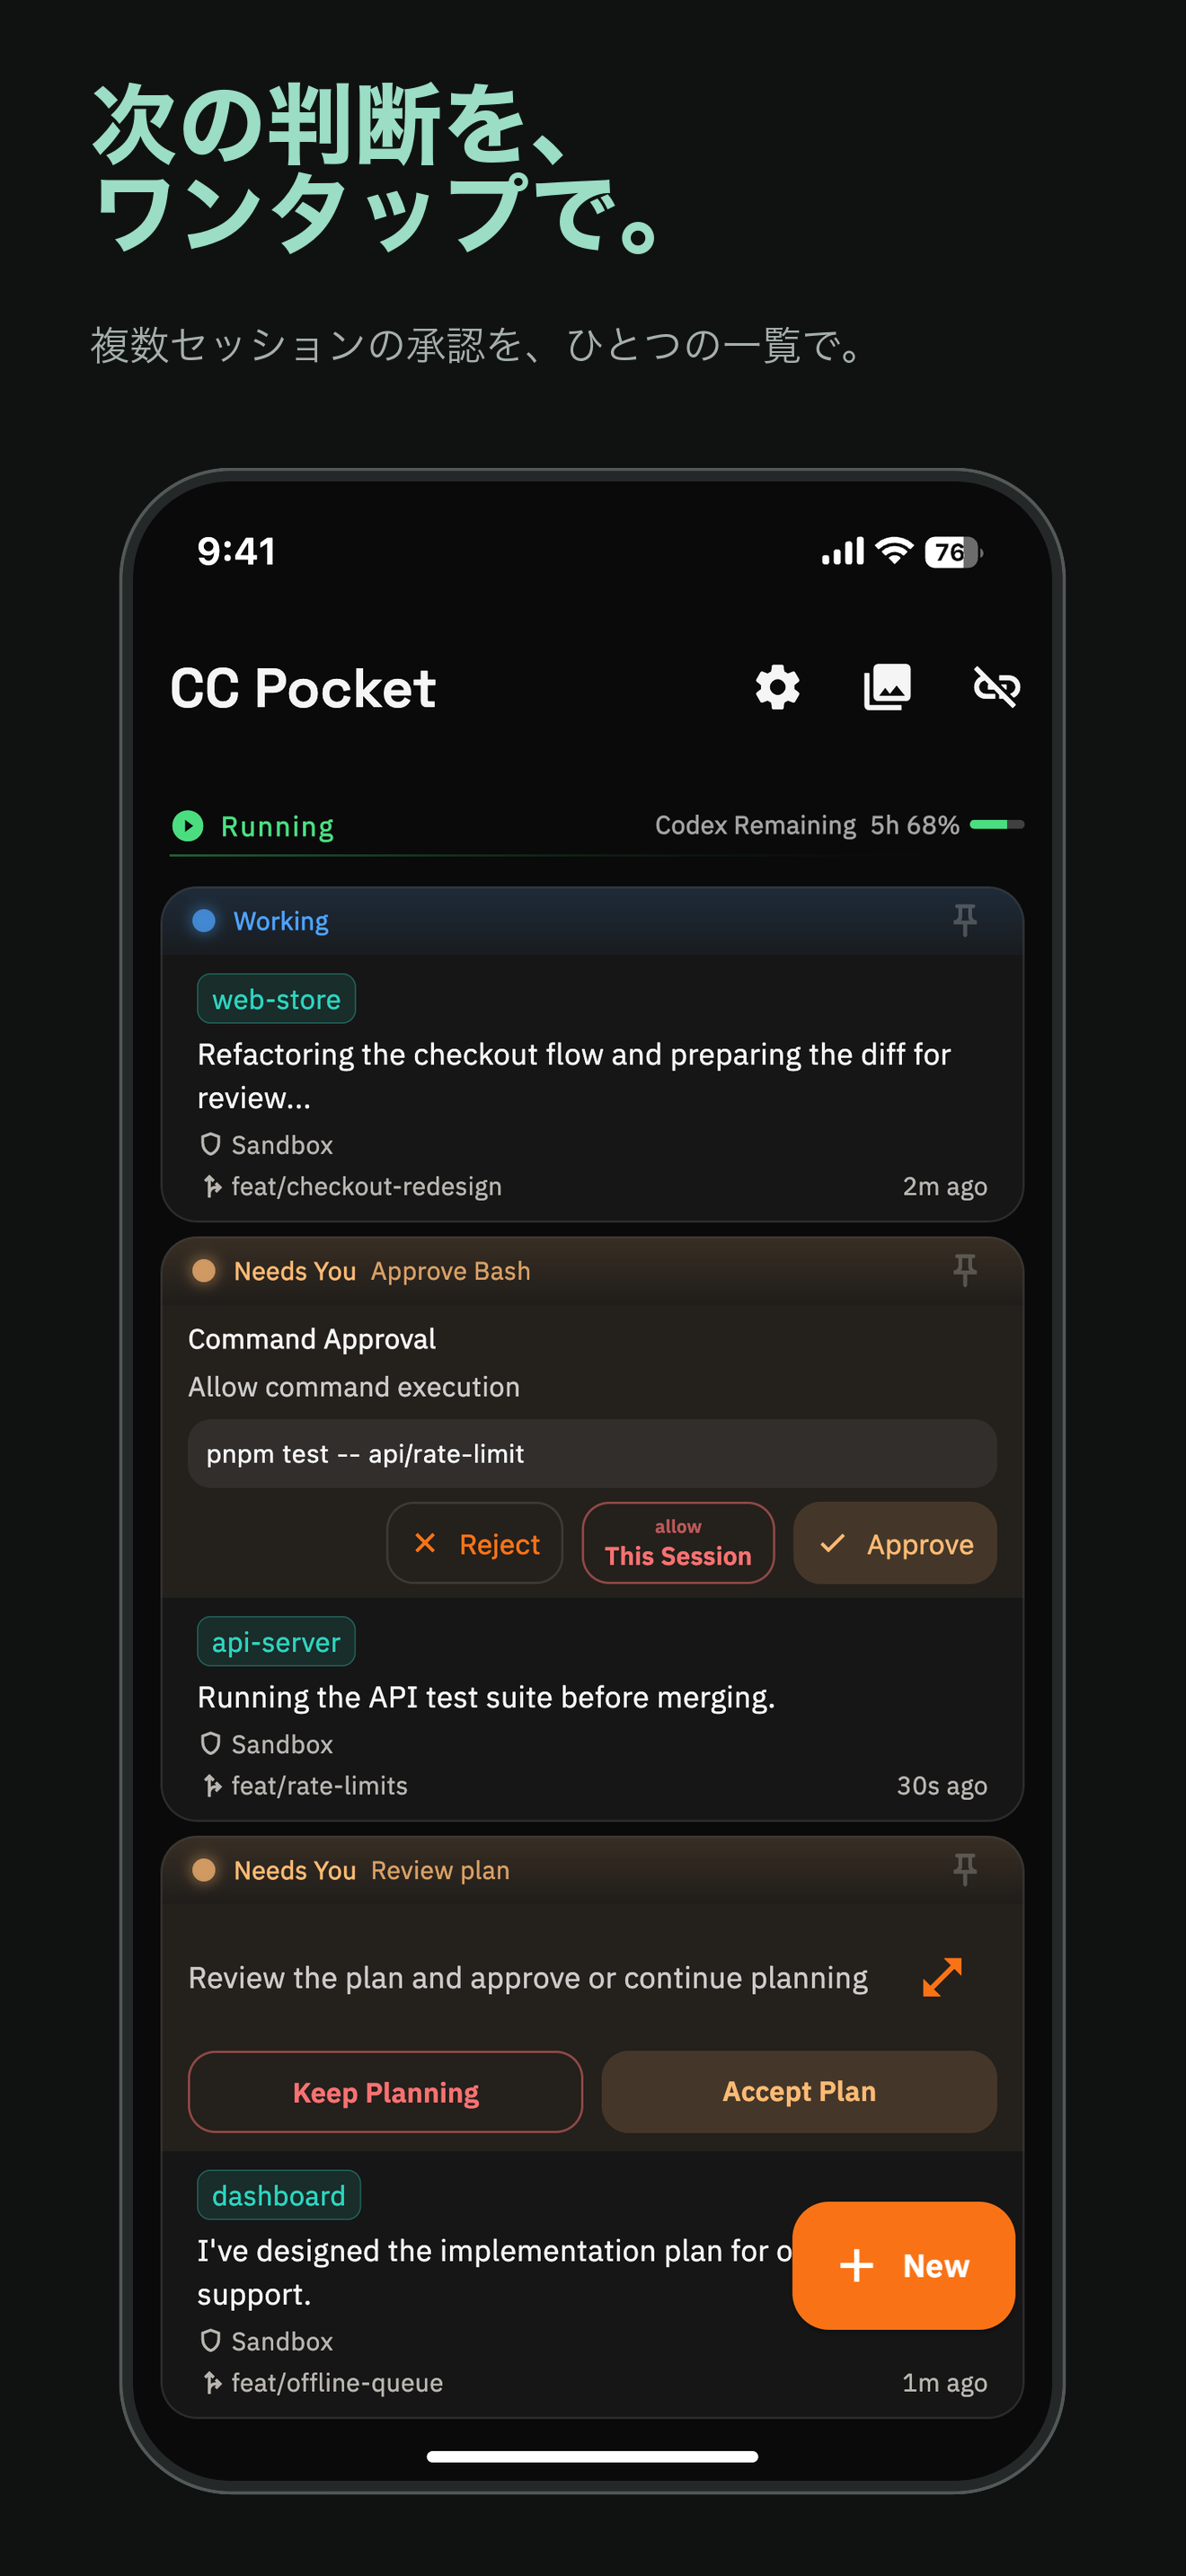 次の判断を、
ワンタップで。
複数セッションの承認を、ひとつの一覧で。
9:41
76
CC Pocket
Running
Codex Remaining 5h 68%
Working
web-store
Refactoring the checkout flow and preparing the diff for
review...
Sandbox
feat/checkout-redesign 2m ago
Needs You Approve Bash
Command Approval
Allow command execution
pnpm test -- api/rate-limit
Reject
allow
This Session
Approve
api-server
Running the API test suite before merging.
Sandbox
feat/rate-limits 30s ago
Needs You Review plan
Review the plan and approve or continue planning
Keep Planning
Accept Plan
dashboard
I've designed the implementation plan for
support.
New
Sandbox
feat/offline-queue 1m ago